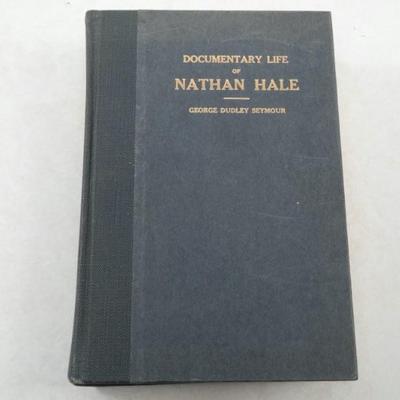 DOCUMENTARY LIFE
OF
NATHAN HALE
GEORGE DUDLEY SEYMOUR